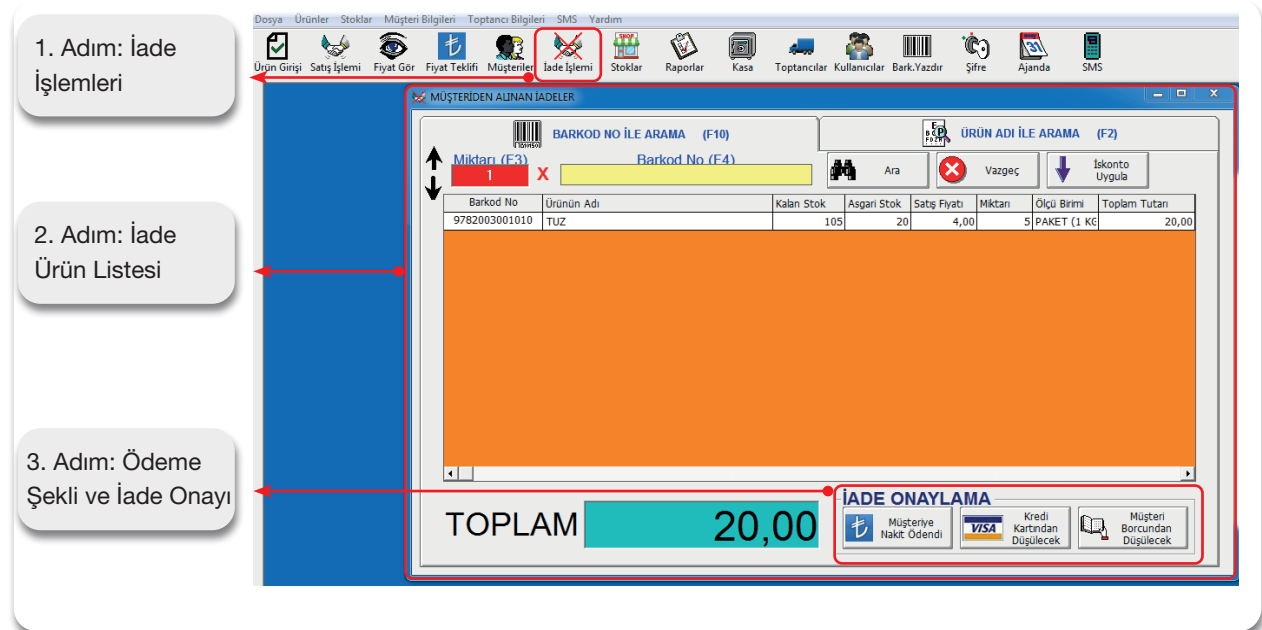 Dosya Ürünler Stoklar Müşteri Bilgileri Toptancı Bilgileri SMS Yardım
Ürün Girişi Satış İşlemi Fiyat Gör Fiyat Teklifi Müşteriler İade İşlemi Stoklar Raporlar Kasa Toptancılar Kullanıcılar Bark.Yazdır Şifre Ajanda SMS
1. Adım: İade
İşlemleri
MÜŞTERİDEN ALINAN İADELER
BARKOD NO İLE ARAMA (F10)
ÜRÜN ADI İLE ARAMA (F2)
Miktarı (F3) Barkod No (F4)
1 X
Ara
Vazgeç
İskonto
Uygula
Barkod No Ürünün Adı Kalan Stok Asgari Stok Satış Fiyatı Miktarı Ölçü Birimi Toplam Tutarı
9782003001010 TUZ 105 20 4,00 5 PAKET (1 KG 20,00
2. Adım: İade
Ürün Listesi
3. Adım: Ödeme
Şekli ve İade Onayı
TOPLAM 20,00
İADE ONAYLAMA
Müşteriye
Nakit Ödendi
VISA
Kredi
Kartından
Düşülecek
Müşteri
Borcundan
Düşülecek